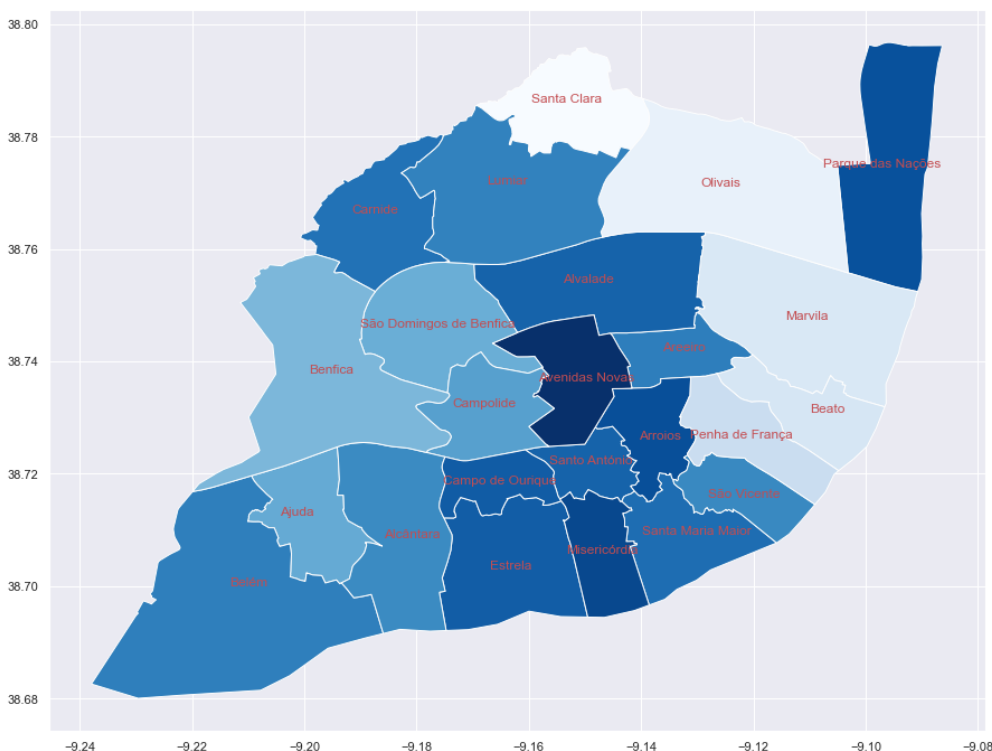 38.80
Santa Clara
38.78
Parque das Nações
Olivais
Lumiar
Carnide
38.76
Alvalade
Marvila
São Domingos de Benfica
Areeiro
38.74
Benfica
Avenidas Novas
Campolide
Beato
Arroios
Penha de França
Santo António
38.72
Campo de Ourique
São Vicente
Ajuda
Alcântara
Santa Maria Maior
Misericórdia
Estrela
38.70
Belém
38.68
−9.24
−9.22
−9.20
−9.18
−9.16
−9.14
−9.12
−9.10
−9.08